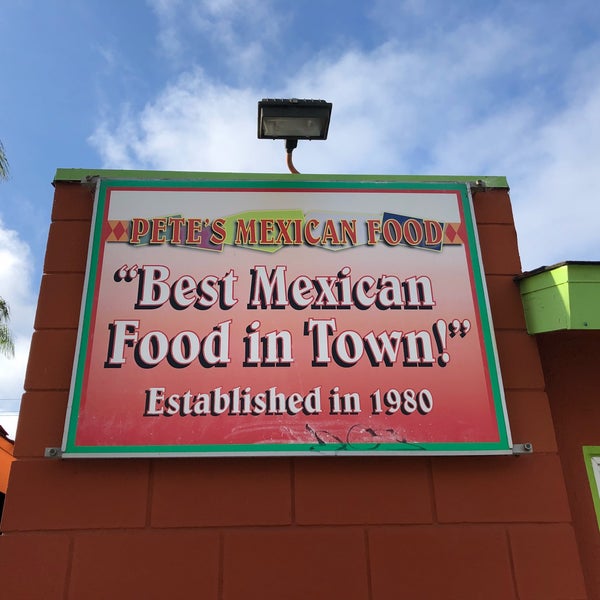 PETE'S MEXICAN FOOD
“Best Mexican
Food in Town!”
Established in 1980